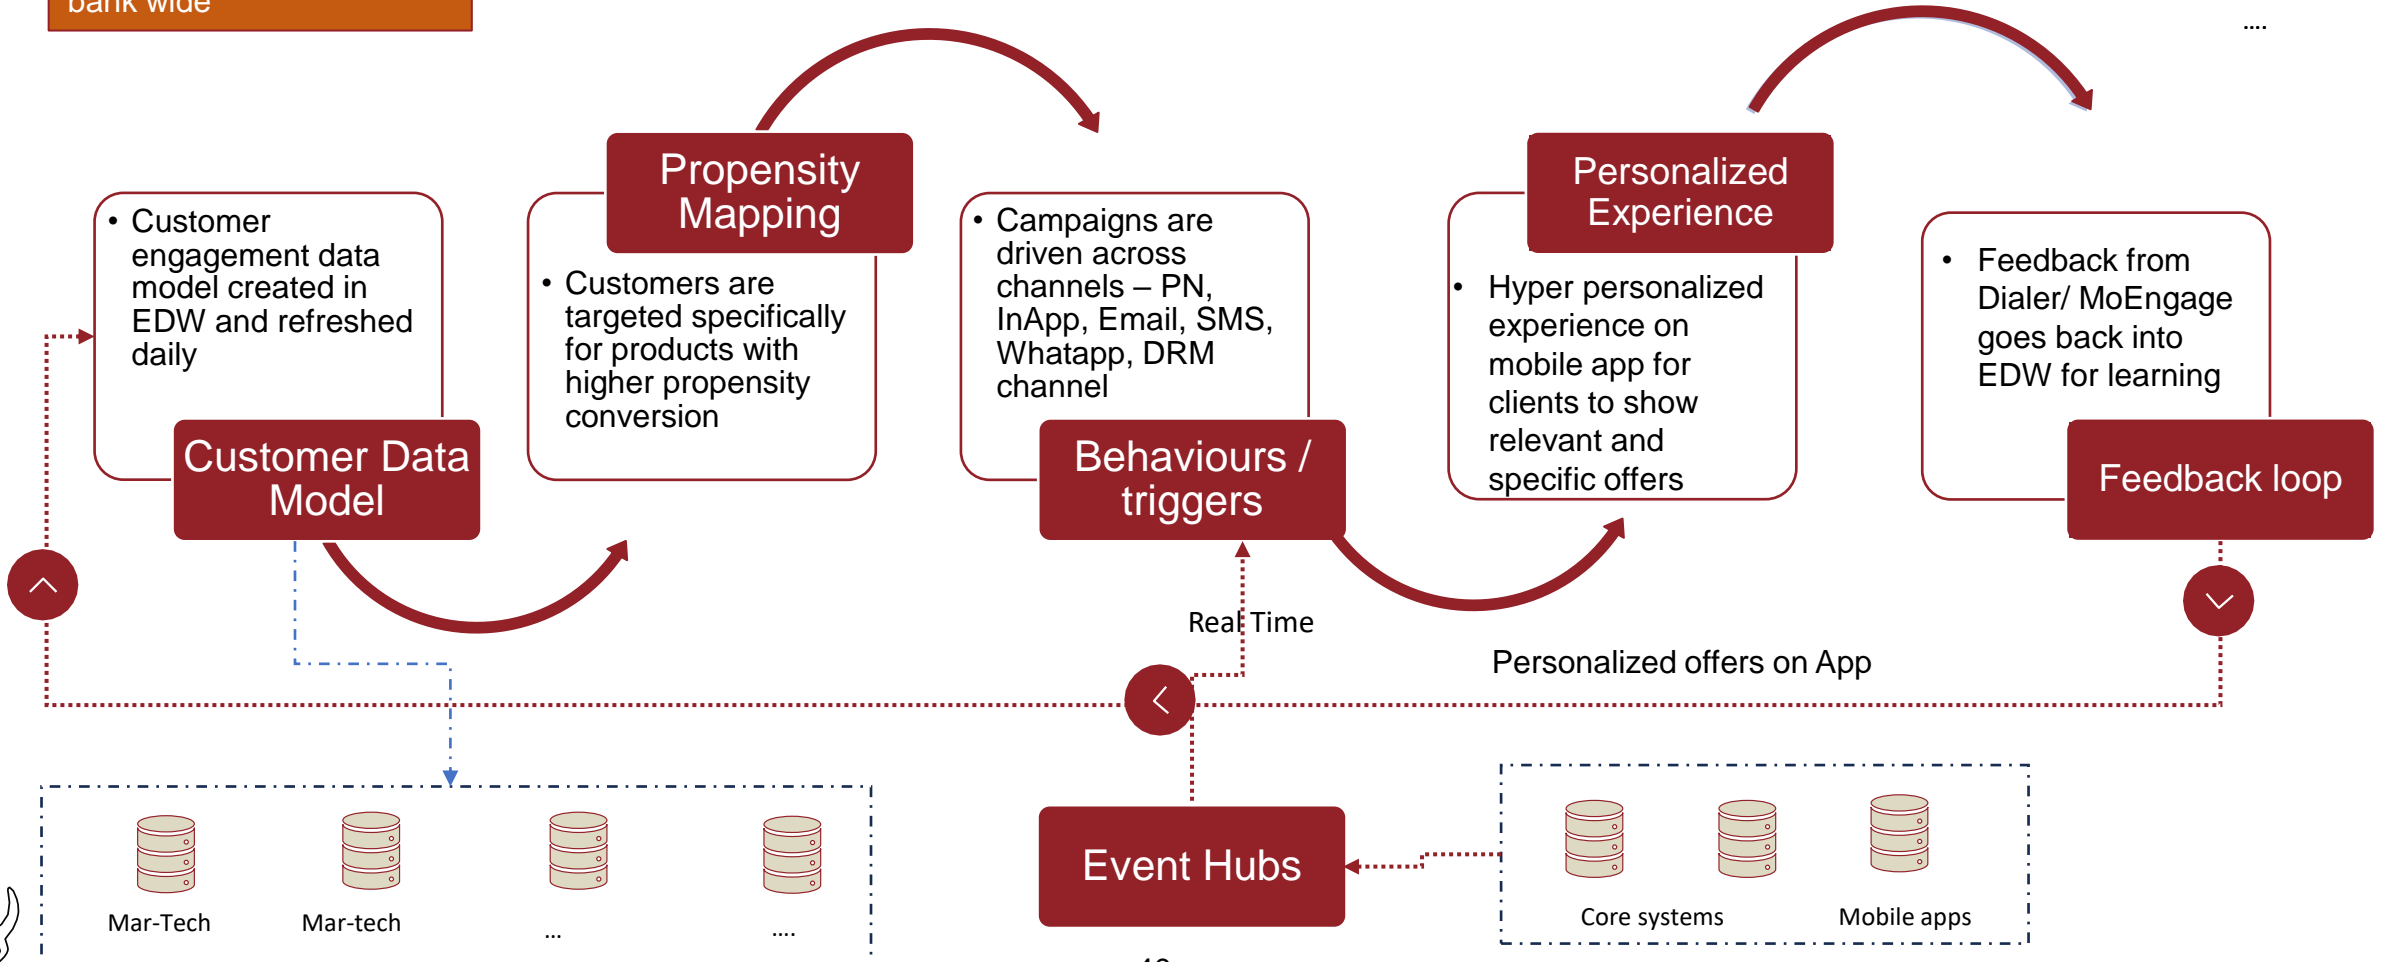 bank wide
….
• Customer
engagement data
model created in
EDW and refreshed
daily
Customer Data
Model
Propensity
Mapping
• Customers are
targeted specifically
for products with
higher propensity
conversion
• Campaigns are
driven across
channels – PN,
InApp, Email, SMS,
Whatapp, DRM
channel
Behaviours /
triggers
Personalized
Experience
• Hyper personalized
experience on
mobile app for
clients to show
relevant and
specific offers
• Feedback from
Dialer/ MoEngage
goes back into
EDW for learning
Feedback loop
Real Time
Personalized offers on App
Mar-Tech
Mar-tech
…
….
Event Hubs
Core systems
Mobile apps